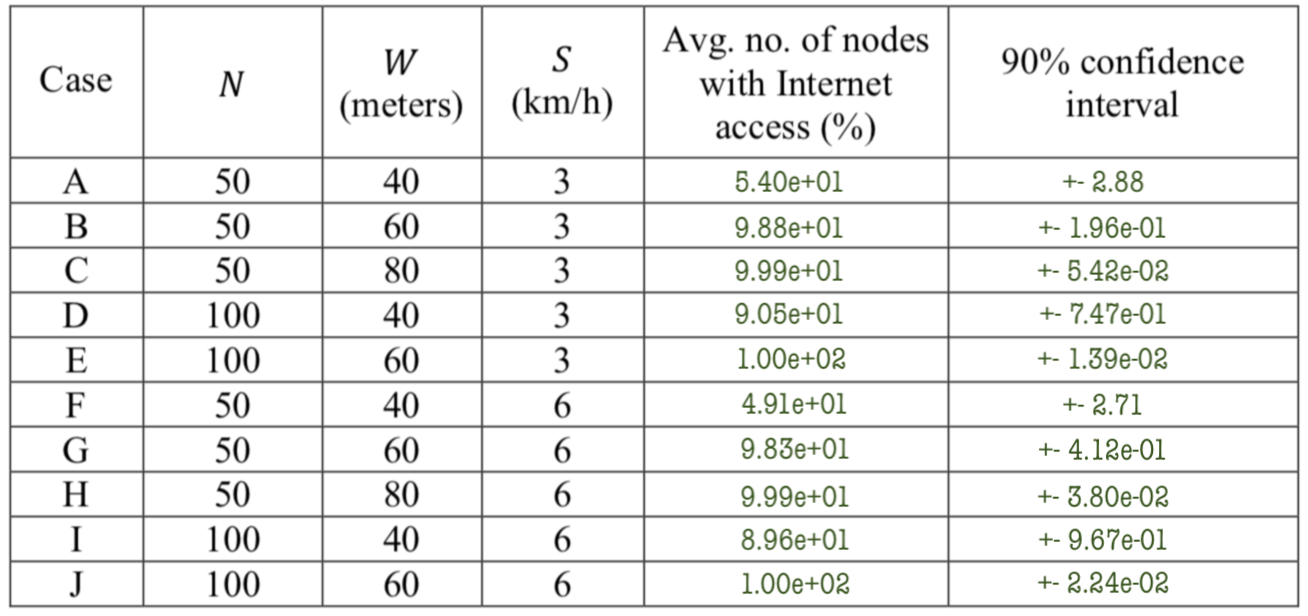 Case N W (meters) S (km/h) Avg. no. of nodes with Internet access (%) 90% confidence interval
A 50 40 3 5.40e+01 +- 2.88
B 50 60 3 9.88e+01 +- 1.96e-01
C 50 80 3 9.99e+01 +- 5.42e-02
D 100 40 3 9.05e+01 +- 7.47e-01
E 100 60 3 1.00e+02 +- 1.39e-02
F 50 40 6 4.91e+01 +- 2.71
G 50 60 6 9.83e+01 +- 4.12e-01
H 50 80 6 9.99e+01 +- 3.80e-02
I 100 40 6 8.96e+01 +- 9.67e-01
J 100 60 6 1.00e+02 +- 2.24e-02